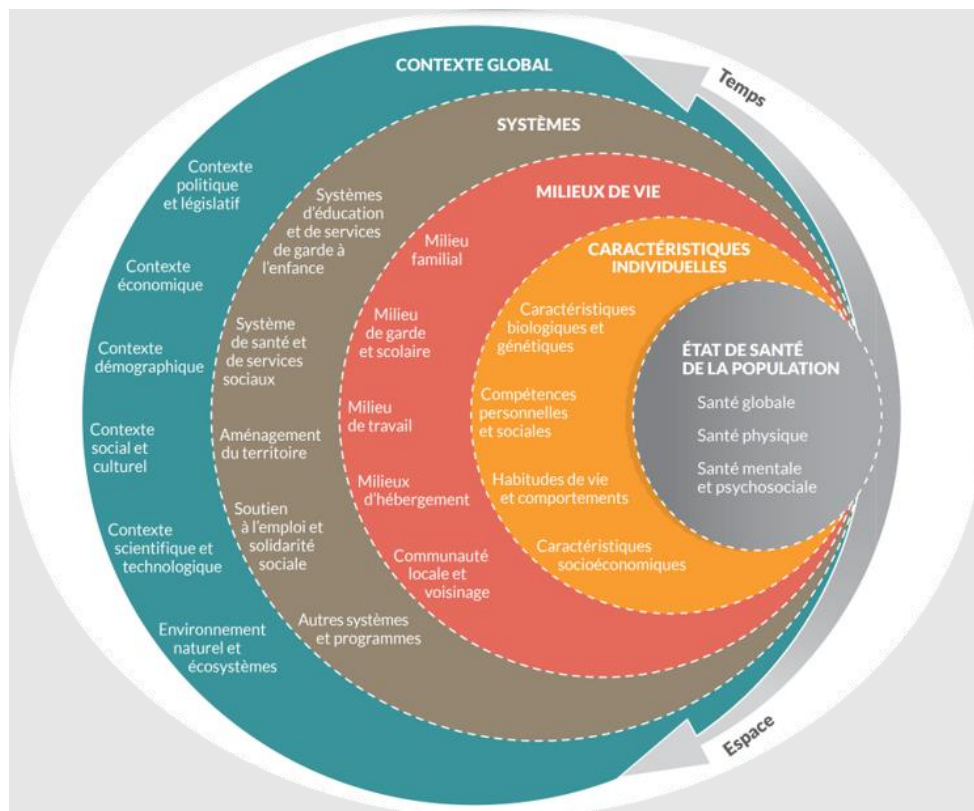 CONTEXTE GLOBAL
Contexte
politique
et législatif
Contexte
économique
Contexte
démographique
Contexte
social et
culturel
Contexte
scientifique et
technologique
Environnement
naturel et
écosystèmes
SYSTÈMES
Systèmes
d'éducation
et de services
de garde à
l'enfance
Système
de santé et
de services
sociaux
Aménagement
du territoire
Soutien
à l'emploi et
solidarité
sociale
Autres systèmes
et programmes
MILIEUX DE VIE
Milieu
familial
Milieu
de garde
et scolaire
Milieu
de travail
Milieux
d'hébergement
Communauté
locale et
voisinage
CARACTÉRISTIQUES
INDIVIDUELLES
Caractéristiques
biologiques et
génétiques
Compétences
personnelles
et sociales
Habitudes de vie
et comportements
Caractéristiques
socioéconomiques
ÉTAT DE SANTÉ
DE LA POPULATION
Santé globale
Santé physique
Santé mentale
et psychosociale
Temps
Espace